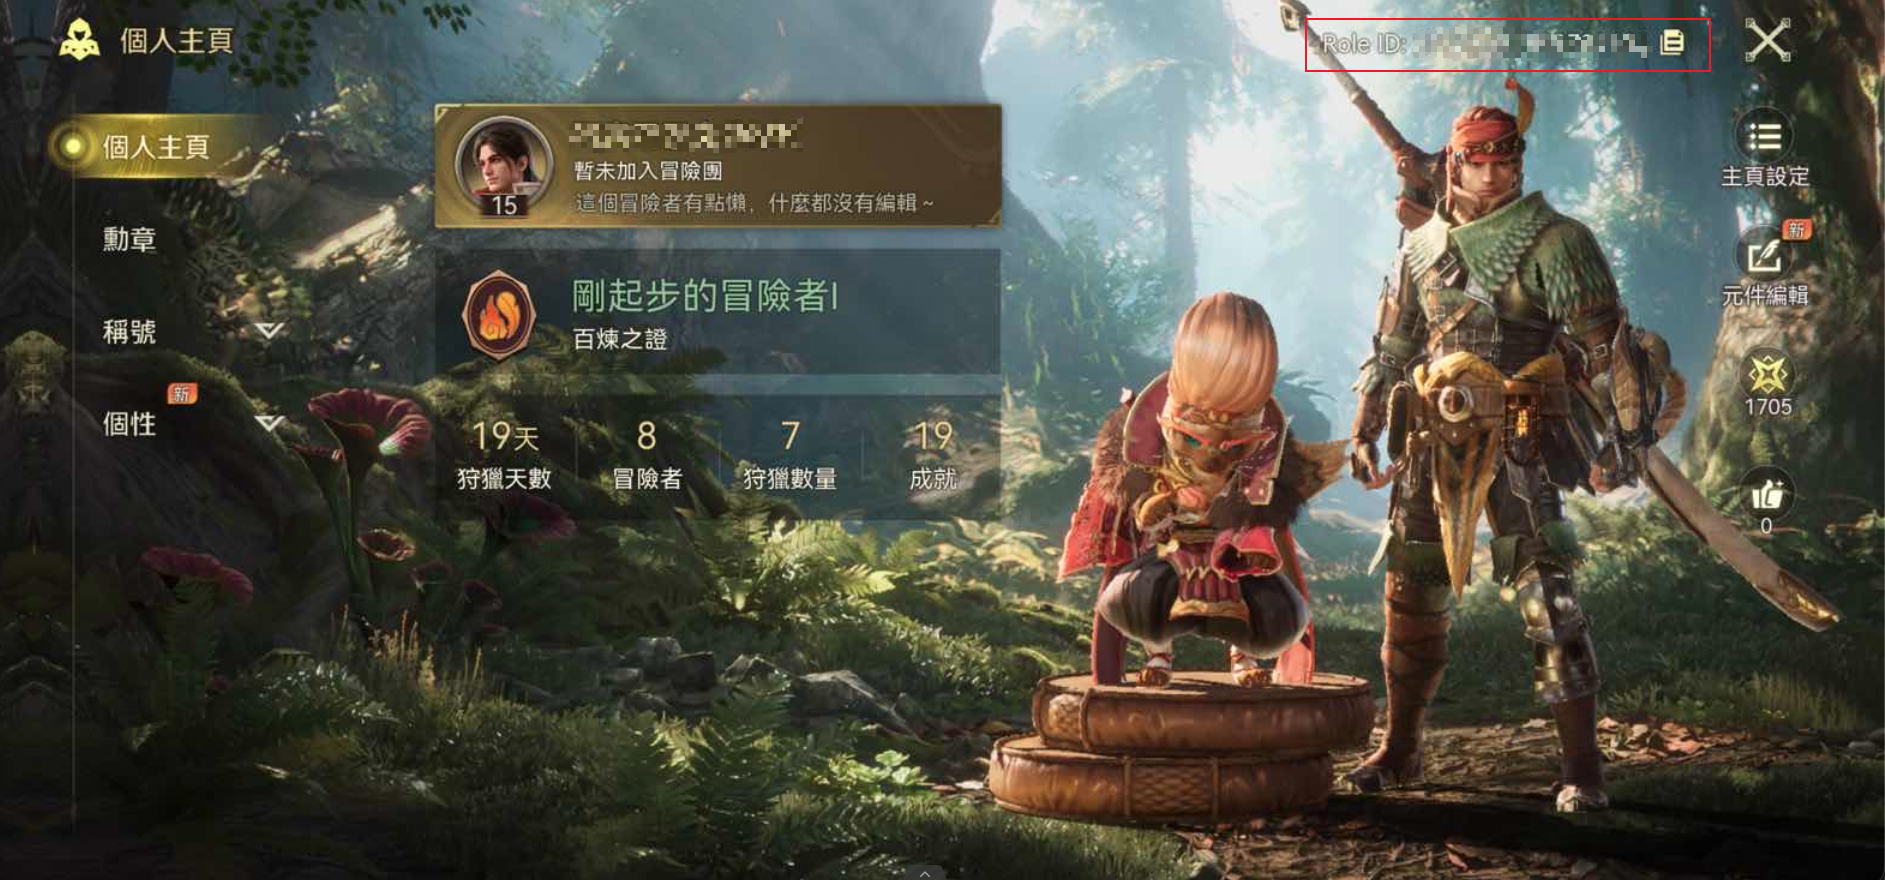 個人主頁
Role ID:
個人主頁
勳章
稱號
新
個性
15
暫未加入冒險團
這個冒險者有點懶，什麼都沒有編輯~
剛起步的冒險者I
百煉之證
19天
狩獵天數
8
冒險者
7
狩獵數量
19
成就
主頁設定
新
元件編輯
1705
0